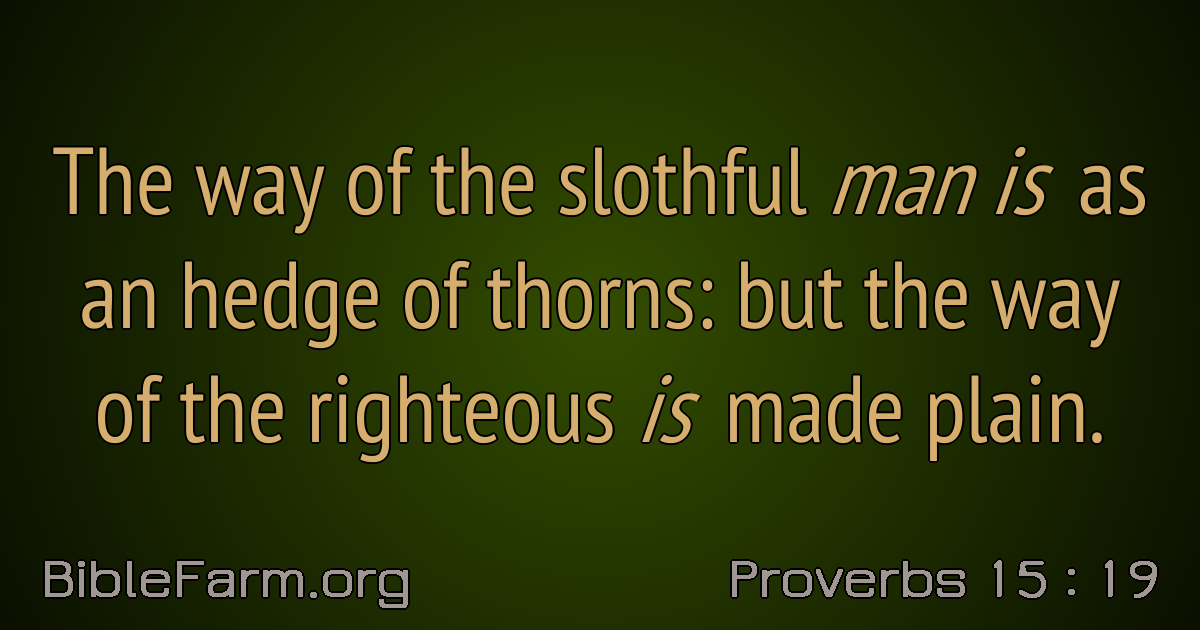 The way of the slothful man is as
an hedge of thorns: but the way
of the righteous is made plain.
BibleFarm.org
Proverbs 15 : 19